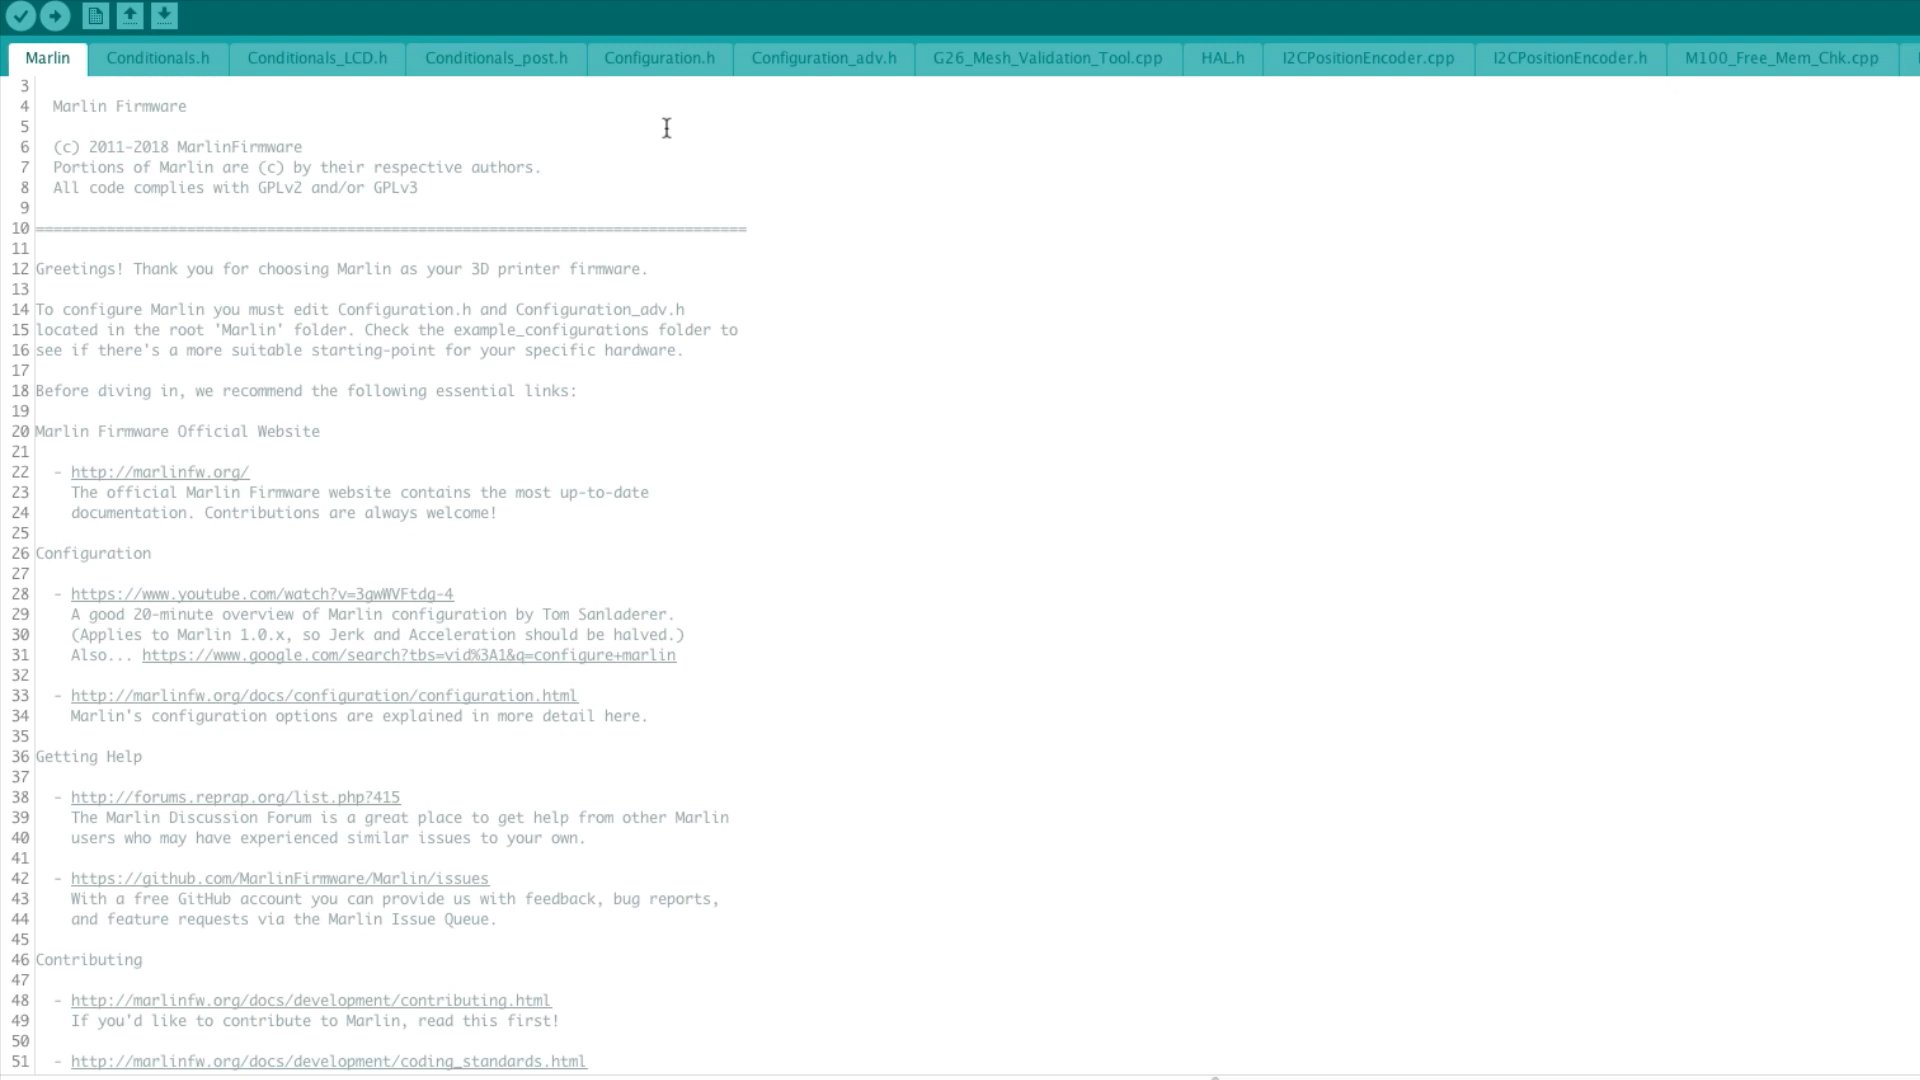 Marlin
Conditionals.h
Conditionals_LCD.h
Conditionals_post.h
Configuration.h
Configuration_adv.h
G26_Mesh_Validation_Tool.cpp
HAL.h
I2CPositionEncoder.cpp
I2CPositionEncoder.h
M100_Free_Mem_Chk.cpp
3
4 Marlin Firmware
5
6 (c) 2011-2018 MarlinFirmware
7 Portions of Marlin are (c) by their respective authors.
8 All code complies with GPLv2 and/or GPLv3
9
10 ================================================================================
11
12 Greetings! Thank you for choosing Marlin as your 3D printer firmware.
13
14 To configure Marlin you must edit Configuration.h and Configuration_adv.h
15 located in the root 'Marlin' folder. Check the example_configurations folder to
16 see if there's a more suitable starting-point for your specific hardware.
17
18 Before diving in, we recommend the following essential links:
19
20 Marlin Firmware Official Website
21
22 - http://marlinfw.org/
23 The official Marlin Firmware website contains the most up-to-date
24 documentation. Contributions are always welcome!
25
26 Configuration
27
28 - https://www.youtube.com/watch?v=3gwWVFtdg-4
29 A good 20-minute overview of Marlin configuration by Tom Sanladerer.
30 (Applies to Marlin 1.0.x, so Jerk and Acceleration should be halved.)
31 Also... https://www.google.com/search?tbs=vid%3A1&q=configure+marlin
32
33 - http://marlinfw.org/docs/configuration/configuration.html
34 Marlin's configuration options are explained in more detail here.
35
36 Getting Help
37
38 - http://forums.reprap.org/list.php?415
39 The Marlin Discussion Forum is a great place to get help from other Marlin
40 users who may have experienced similar issues to your own.
41
42 - https://github.com/MarlinFirmware/Marlin/issues
43 With a free GitHub account you can provide us with feedback, bug reports,
44 and feature requests via the Marlin Issue Queue.
45
46 Contributing
47
48 - http://marlinfw.org/docs/development/contributing.html
49 If you'd like to contribute to Marlin, read this first!
50
51 - http://marlinfw.org/docs/development/coding_standards.html